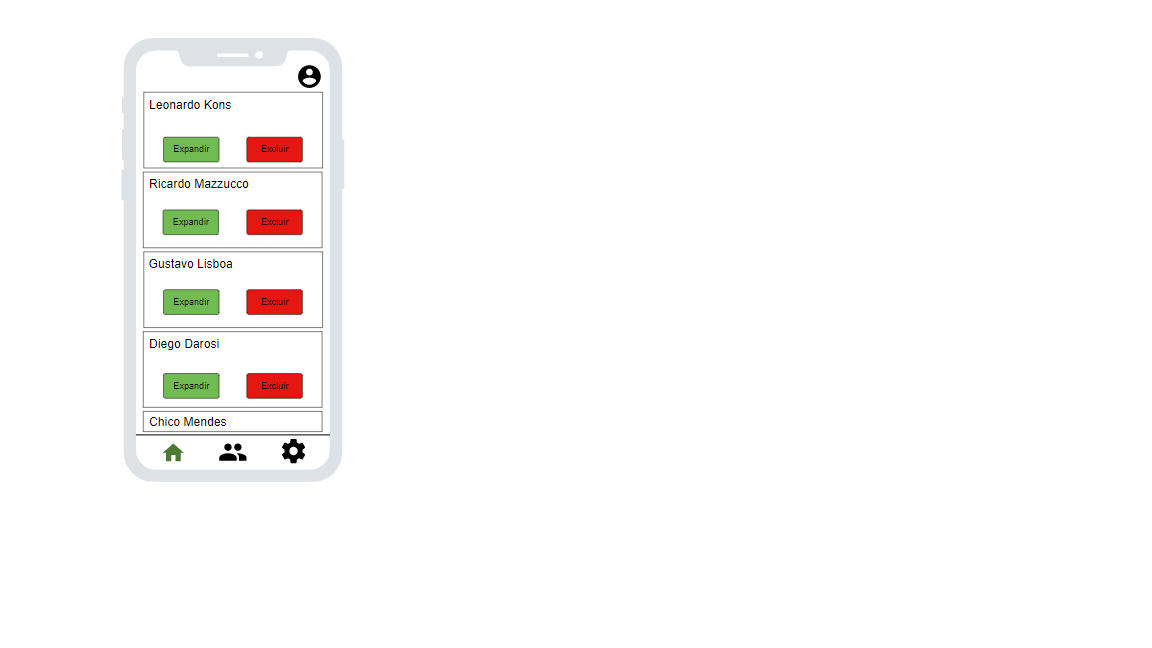 Leonardo Kons
Expandir Excluir
Ricardo Mazzucco
Expandir Excluir
Gustavo Lisboa
Expandir Excluir
Diego Darosi
Expandir Excluir
Chico Mendes